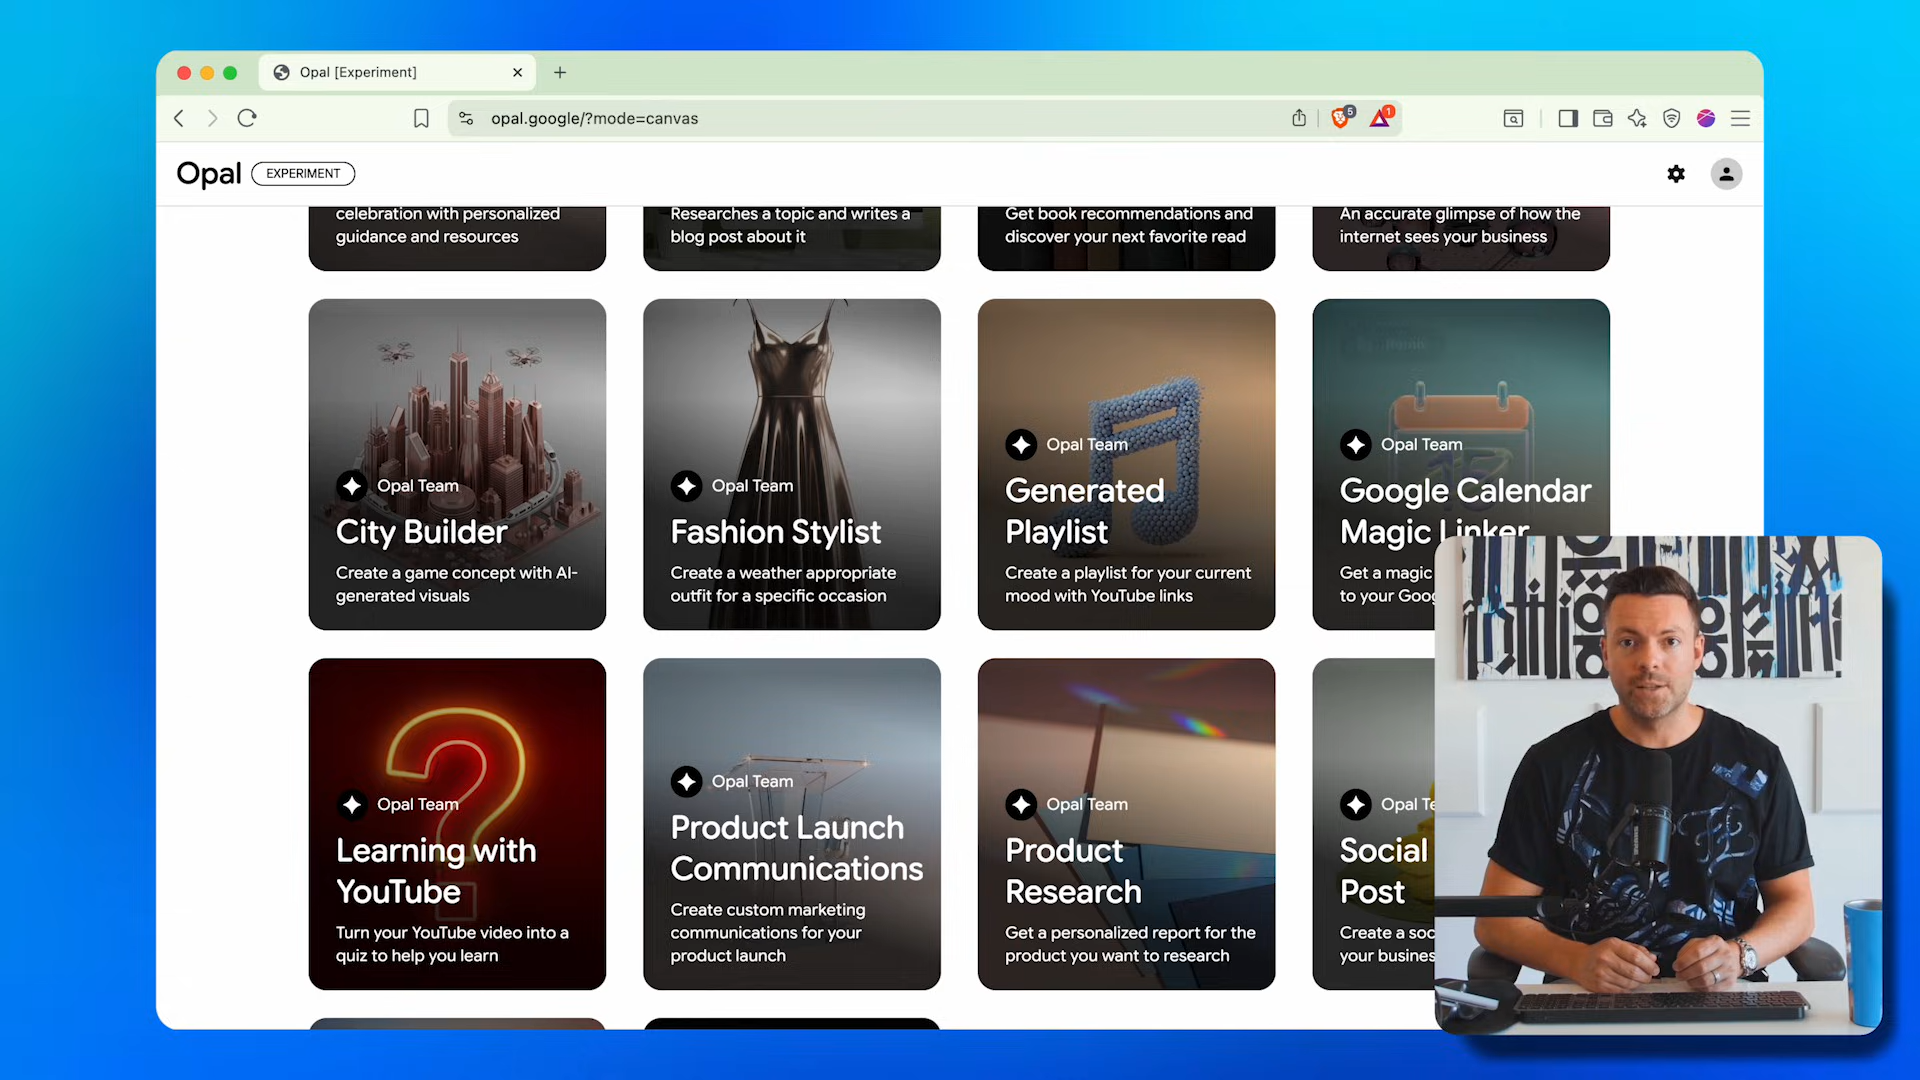 Opal [Experiment]
opal.google/?mode=canvas
5
1
Opal
EXPERIMENT
celebration with personalized
guidance and resources
Researches a topic and writes a
blog post about it
Get book recommendations and
discover your next favorite read
An accurate glimpse of how the
internet sees your business
Opal Team
City Builder
Create a game concept with AI-
generated visuals
Opal Team
Fashion Stylist
Create a weather appropriate
outfit for a specific occasion
Opal Team
Generated
Playlist
Create a playlist for your current
mood with YouTube links
Opal Team
Google Calendar
Magic Linker
Get a magic
to your Goog
Opal Team
Learning with
YouTube
Turn your YouTube video into a
quiz to help you learn
Opal Team
Product Launch
Communications
Create custom marketing
communications for your
product launch
Opal Team
Product
Research
Get a personalized report for the
product you want to research
Opal Te
Social
Post
Create a soc
your busines